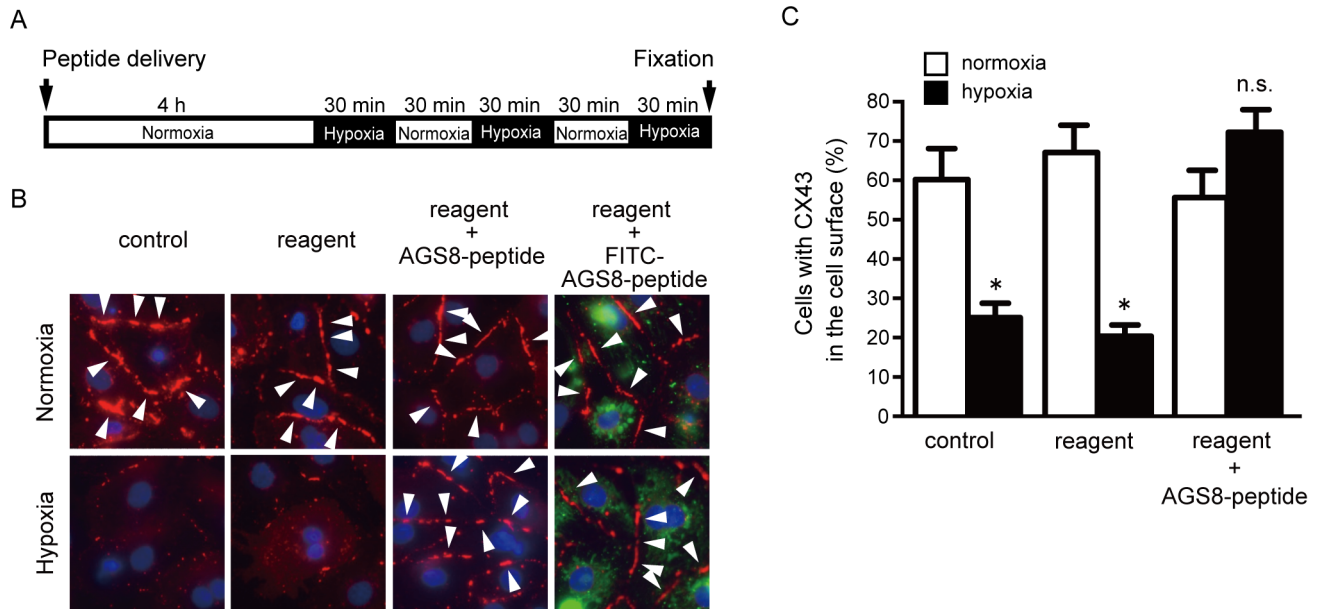 A
Peptide delivery
Fixation
4 h
30 min
30 min
30 min
30 min
30 min
Normoxia
Hypoxia
Normoxia
Hypoxia
Normoxia
Hypoxia
B
control
reagent
reagent
+
AGS8-peptide
reagent
+
FITC-
AGS8-peptide
Normoxia
Hypoxia
C
normoxia
hypoxia
Cells with CX43
in the cell surface (%)
80
70
60
50
40
30
20
10
0
*
*
n.s.
control
reagent
reagent
+
AGS8-peptide